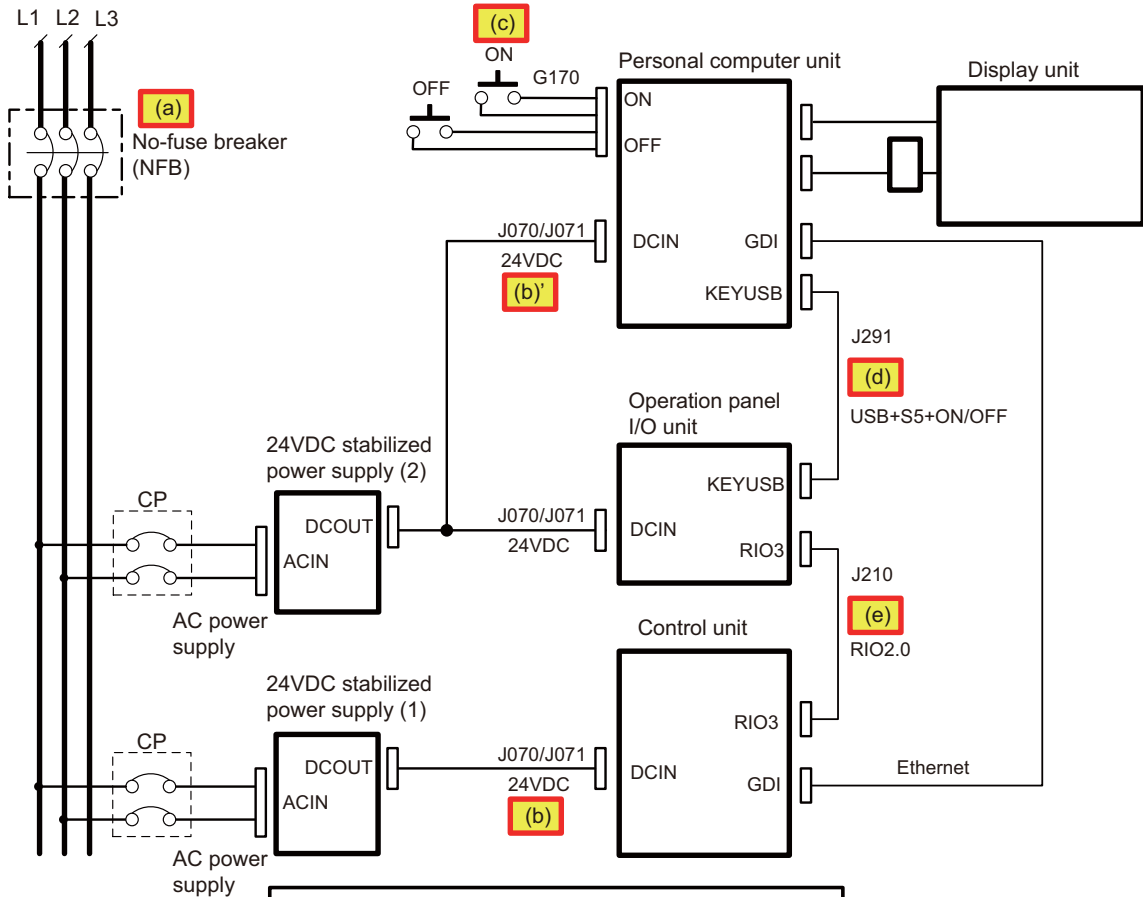 L1 L2 L3
(a)
No-fuse breaker
(NFB)
(c)
ON
OFF
G170
Personal computer unit
ON
OFF
DCIN
GDI
KEYUSB
Display unit
J070/J071
24VDC
(b)’
J291
(d)
USB+S5+ON/OFF
Operation panel
I/O unit
KEYUSB
DCIN
RIO3
24VDC stabilized
power supply (2)
CP
DCOUT
ACIN
J070/J071
24VDC
AC power
supply
J210
(e)
RIO2.0
Control unit
RIO3
DCIN
GDI
Ethernet
24VDC stabilized
power supply (1)
CP
DCOUT
ACIN
J070/J071
24VDC
(b)
AC power
supply